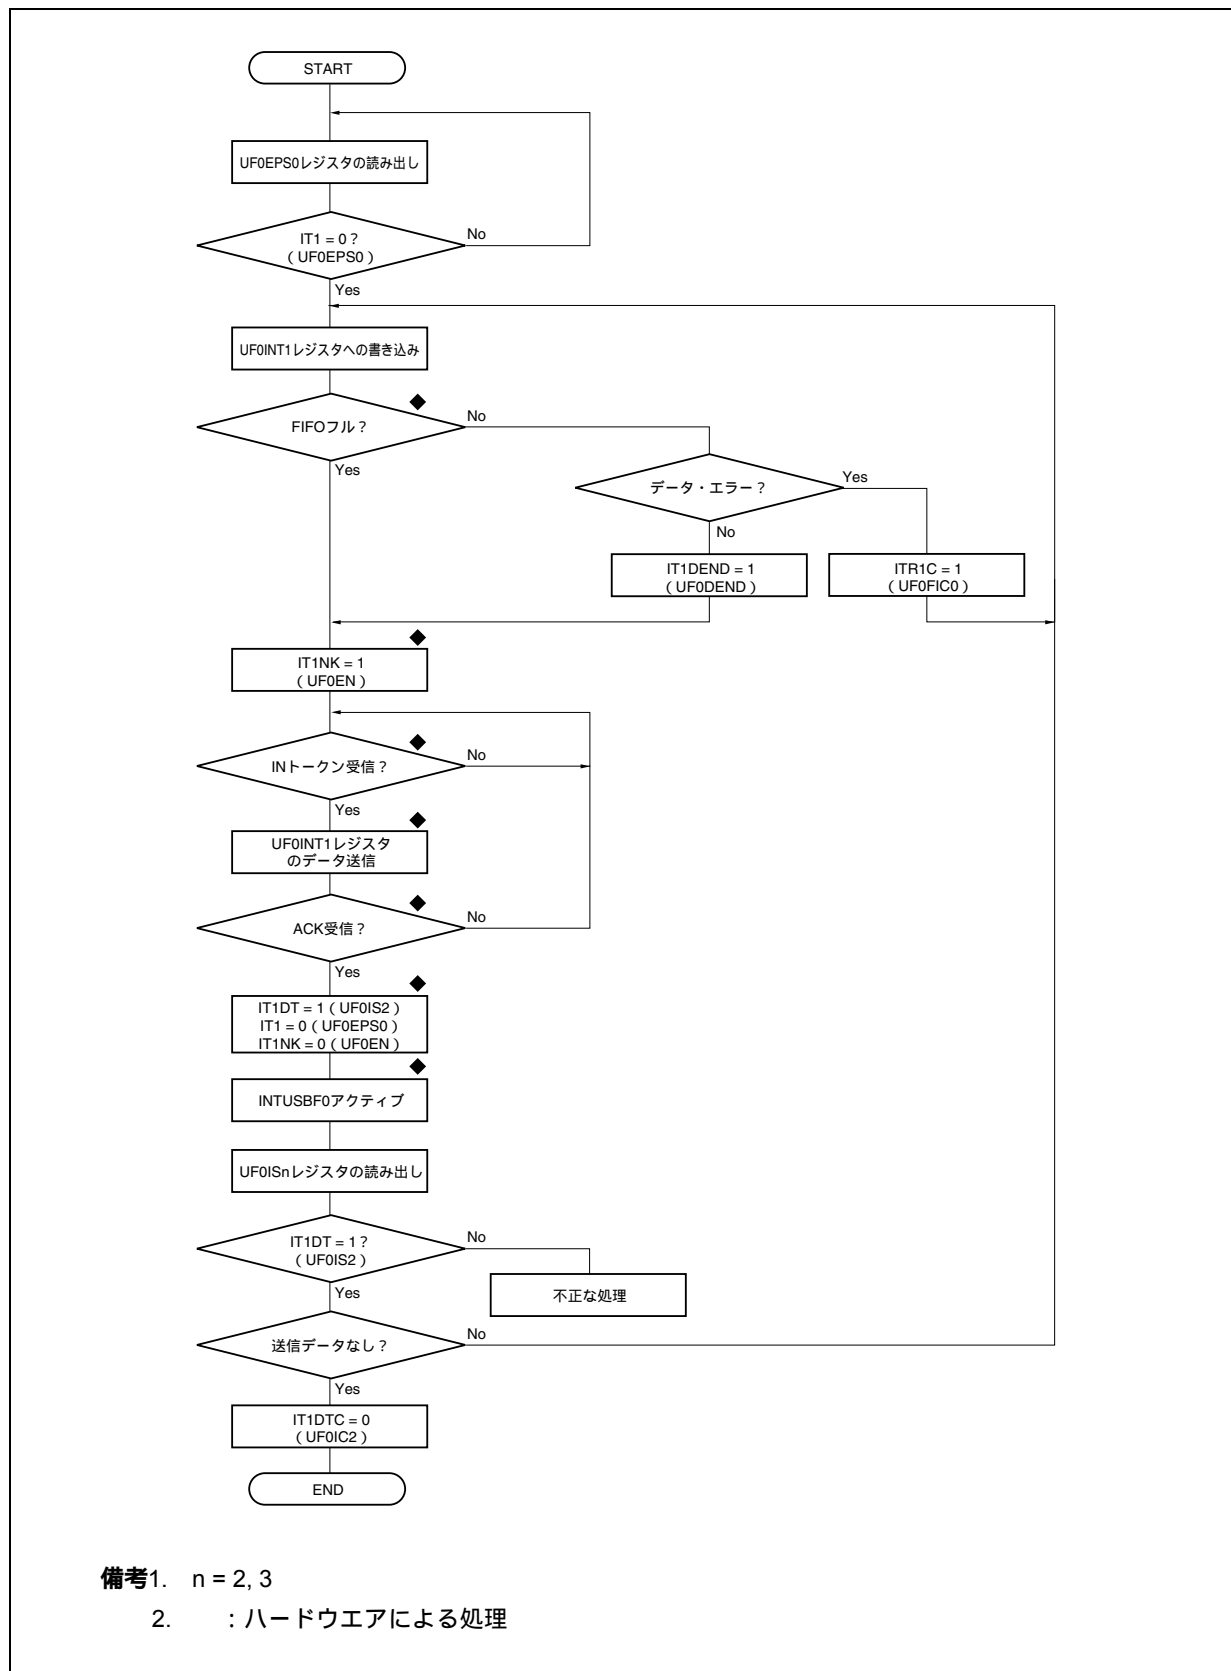 START
UF0EPS0レジスタの読み出し
IT1 = 0?
(UF0EPS0)
No
Yes
UF0INT1レジスタへの書き込み
FIFOフル?
No
Yes
データ・エラー?
Yes
No
IT1DEND = 1
(UF0DEND)
ITR1C = 1
(UF0FIC0)
IT1NK = 1
(UF0EN)
INトークン受信?
No
Yes
UF0INT1レジスタ
のデータ送信
ACK受信?
No
Yes
IT1DT = 1(UF0IS2)
IT1 = 0(UF0EPS0)
IT1NK = 0(UF0EN)
INTUSBF0アクティブ
UF0ISnレジスタの読み出し
IT1DT = 1?
(UF0IS2)
No
不正な処理
Yes
送信データなし?
No
Yes
IT1DTC = 0
(UF0IC2)
END
備考1. n = 2, 3
2. :ハードウエアによる処理